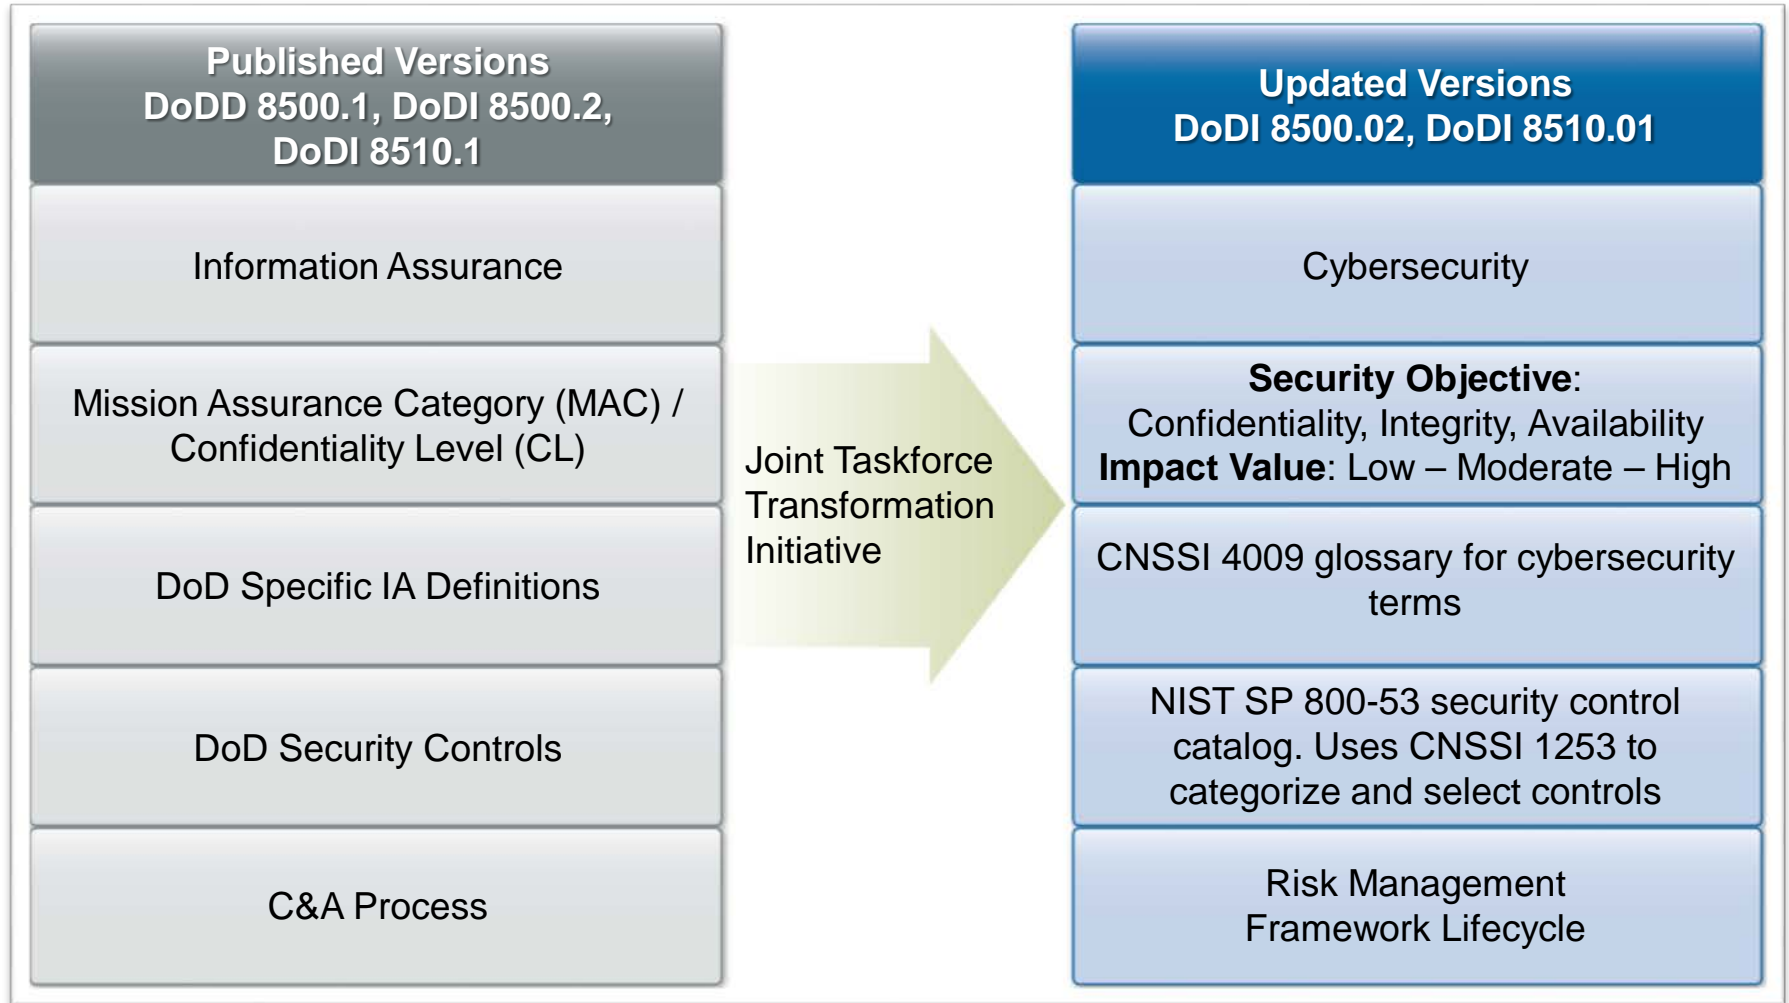 Published Versions
DoDD 8500.1, DoDI 8500.2,
DoDI 8510.1
Information Assurance
Mission Assurance Category (MAC) /
Confidentiality Level (CL)
DoD Specific IA Definitions
DoD Security Controls
C&A Process
Joint Taskforce
Transformation
Initiative
Updated Versions
DoDI 8500.02, DoDI 8510.01
Cybersecurity
Security Objective:
Confidentiality, Integrity, Availability
Impact Value: Low – Moderate – High
CNSSI 4009 glossary for cybersecurity
terms
NIST SP 800-53 security control
catalog. Uses CNSSI 1253 to
categorize and select controls
Risk Management
Framework Lifecycle